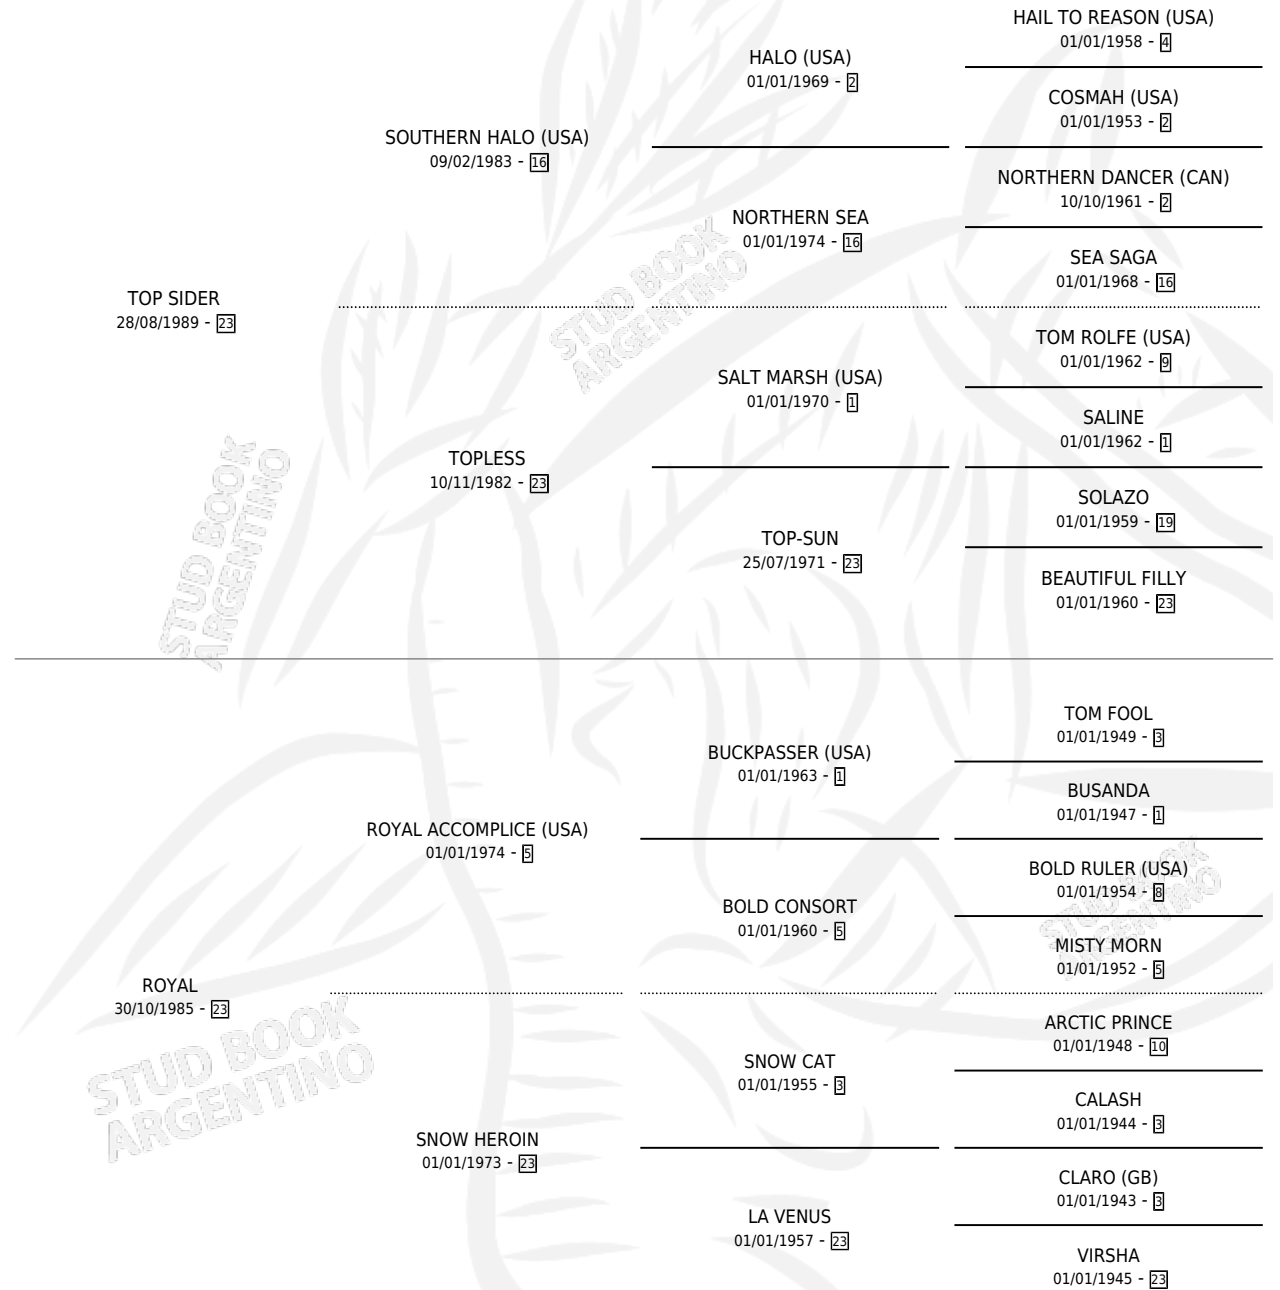 HAIL TO REASON (USA)
01/01/1958 - 4
HALO (USA)
01/01/1969 - 2
COSMAH (USA)
01/01/1953 - 2
SOUTHERN HALO (USA)
09/02/1983 - 16
NORTHERN DANCER (CAN)
10/10/1961 - 2
NORTHERN SEA
01/01/1974 - 16
SEA SAGA
01/01/1968 - 16
STUD BOOK
ARGENTINO
TOP SIDER
28/08/1989 - 23
TOM ROLFE (USA)
01/01/1962 - 9
SALT MARSH (USA)
01/01/1970 - 1
SALINE
01/01/1962 - 1
TOPLESS
10/11/1982 - 23
SOLAZO
01/01/1959 - 19
TOP-SUN
25/07/1971 - 23
BEAUTIFUL FILLY
01/01/1960 - 23
STUD BOOK
ARGENTINO
TOM FOOL
01/01/1949 - 3
BUCKPASSER (USA)
01/01/1963 - 1
BUSANDA
01/01/1947 - 1
ROYAL ACCOMPLICE (USA)
01/01/1974 - 5
BOLD RULER (USA)
01/01/1954 - 8
BOLD CONSORT
01/01/1960 - 5
MISTY MORN
01/01/1952 - 5
STUD BOOK
ARGENTINO
ROYAL
30/10/1985 - 23
ARCTIC PRINCE
01/01/1948 - 10
SNOW CAT
01/01/1955 - 3
CALASH
01/01/1944 - 3
STUD BOOK
ARGENTINO
SNOW HEROIN
01/01/1973 - 23
CLARO (GB)
01/01/1943 - 3
LA VENUS
01/01/1957 - 23
VIRSHA
01/01/1945 - 23